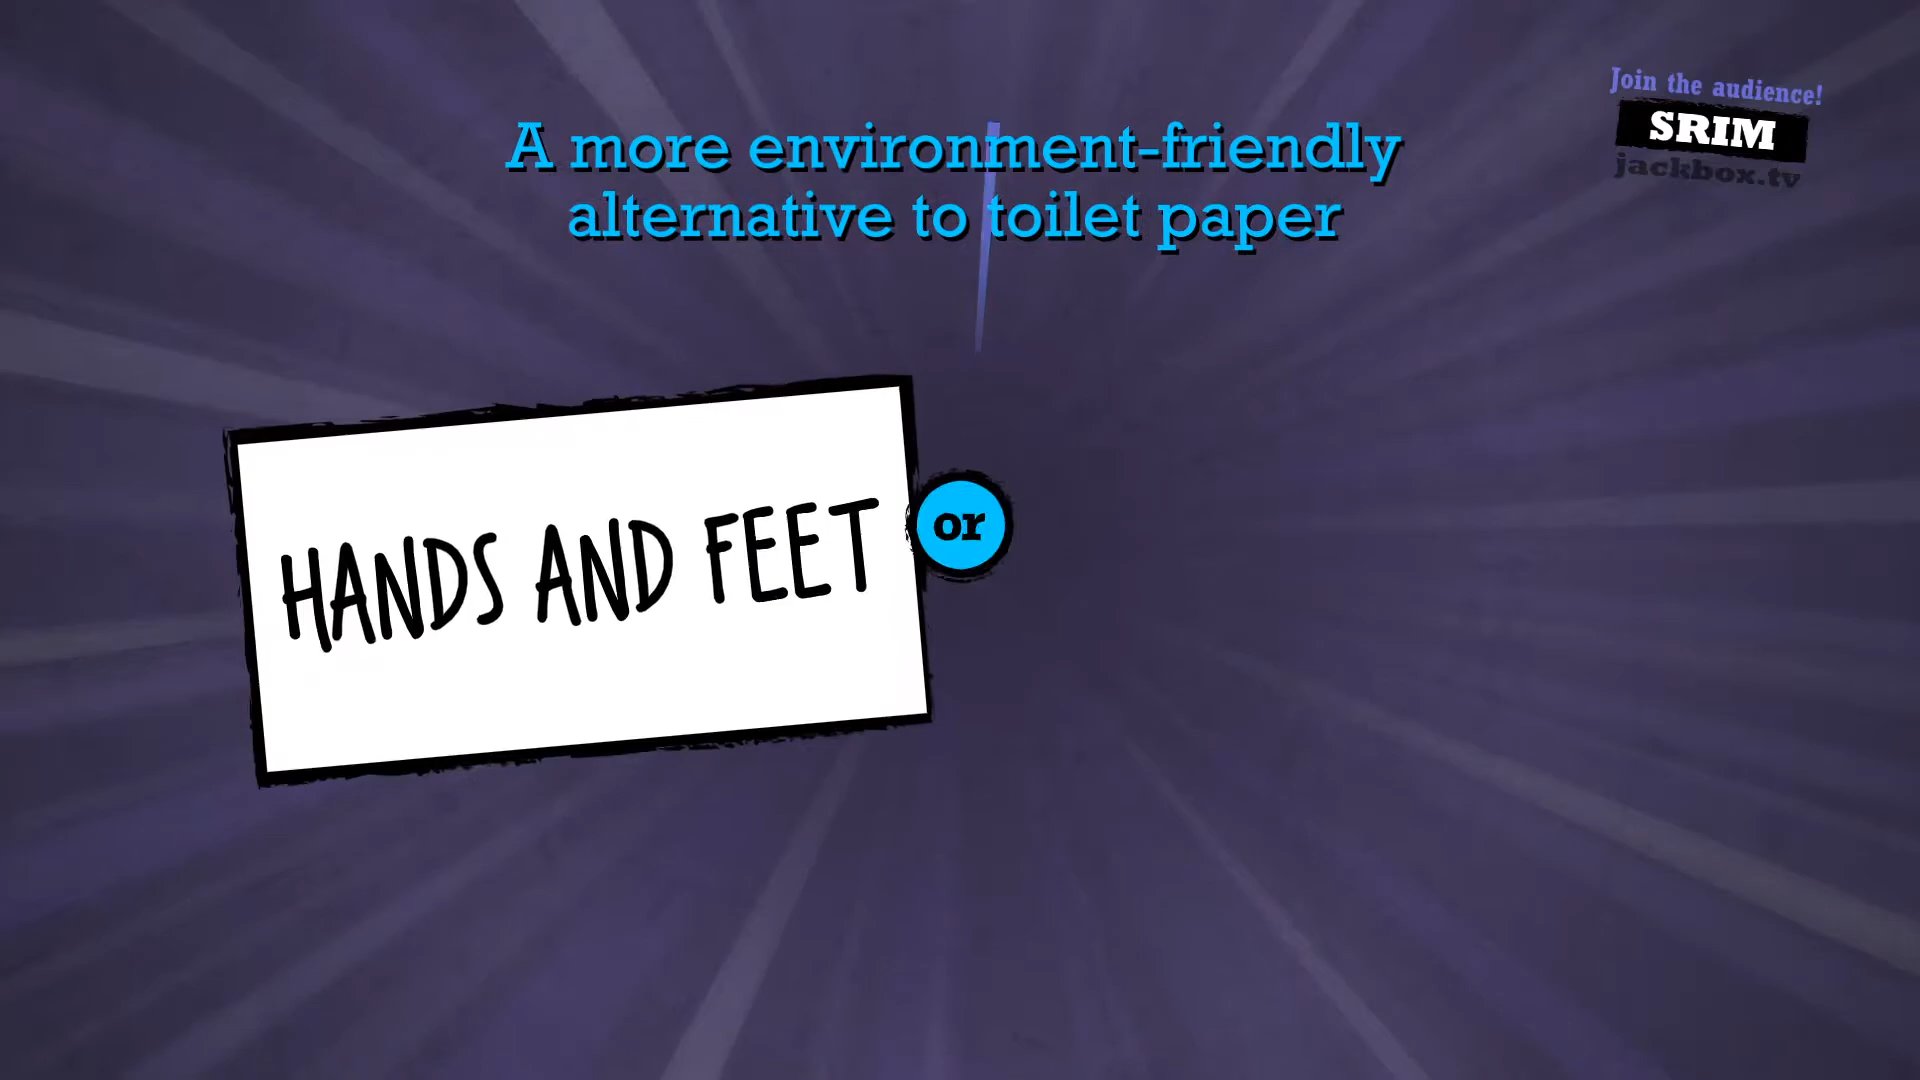 Join the audience!
SRIM
jackbox.tv
A more environment-friendly
alternative to toilet paper
HANDS AND FEET
or